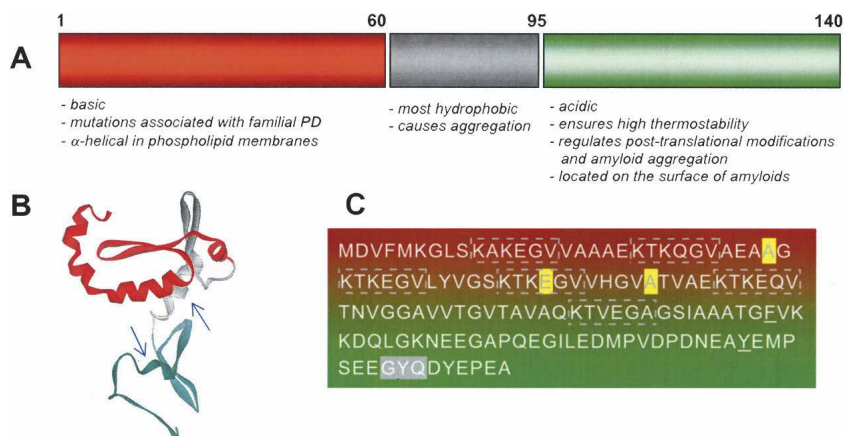 1 60 95 140
A
- basic
- mutations associated with familial PD
- α-helical in phospholipid membranes
- most hydrophobic
- causes aggregation
- acidic
- ensures high thermostability
- regulates post-translational modifications
and amyloid aggregation
- located on the surface of amyloids
B
C
MDVFMKGLSKAKEGVVAAAEKTKQGVAEAAG
KTKEGVLYVGSKTKEGVVHGVATVAEKTKEQV
TNVGGAVVTGVTAVAQKTVEGAGSIAAATGFVK
KDQLGKNEEGAPQEGILEDMPVDPDNEAYEMP
SEEGYQDYEPEA